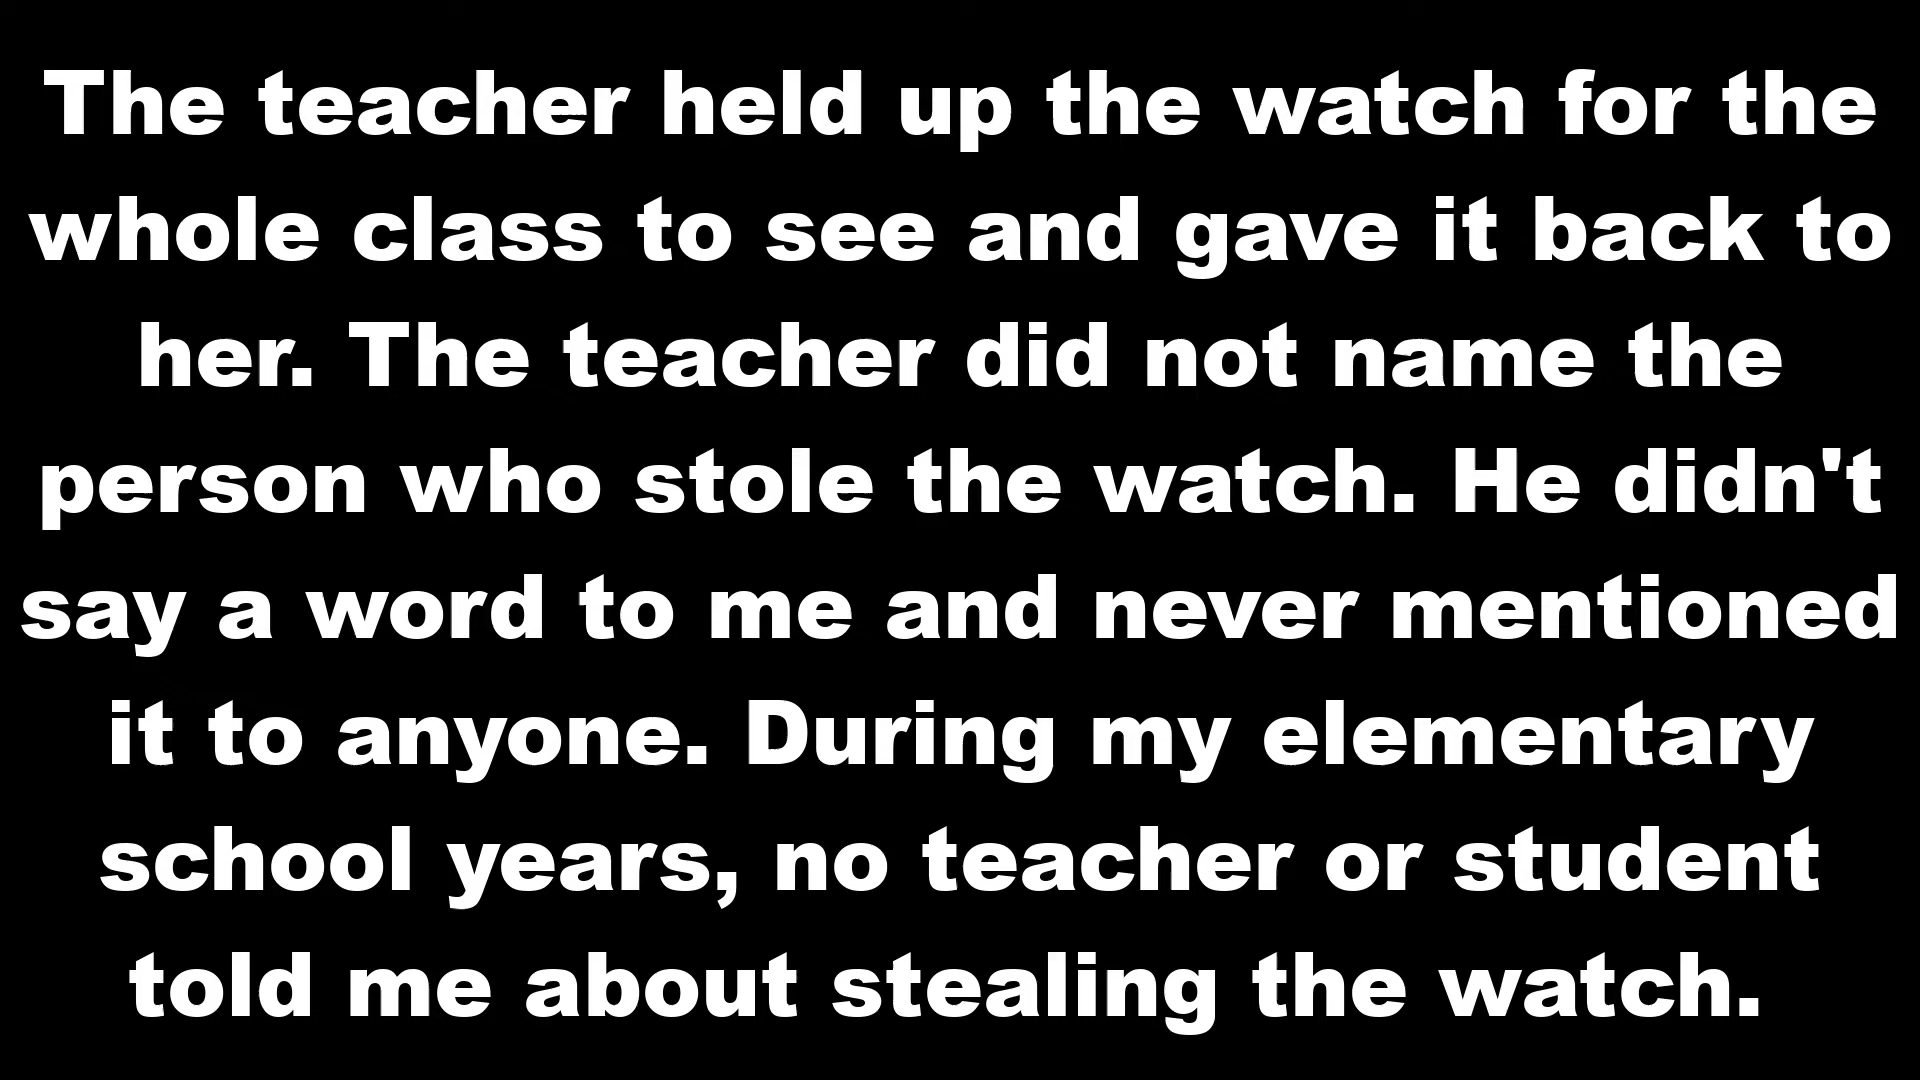 The teacher held up the watch for the
whole class to see and gave it back to
her. The teacher did not name the
person who stole the watch. He didn't
say a word to me and never mentioned
it to anyone. During my elementary
school years, no teacher or student
told me about stealing the watch.